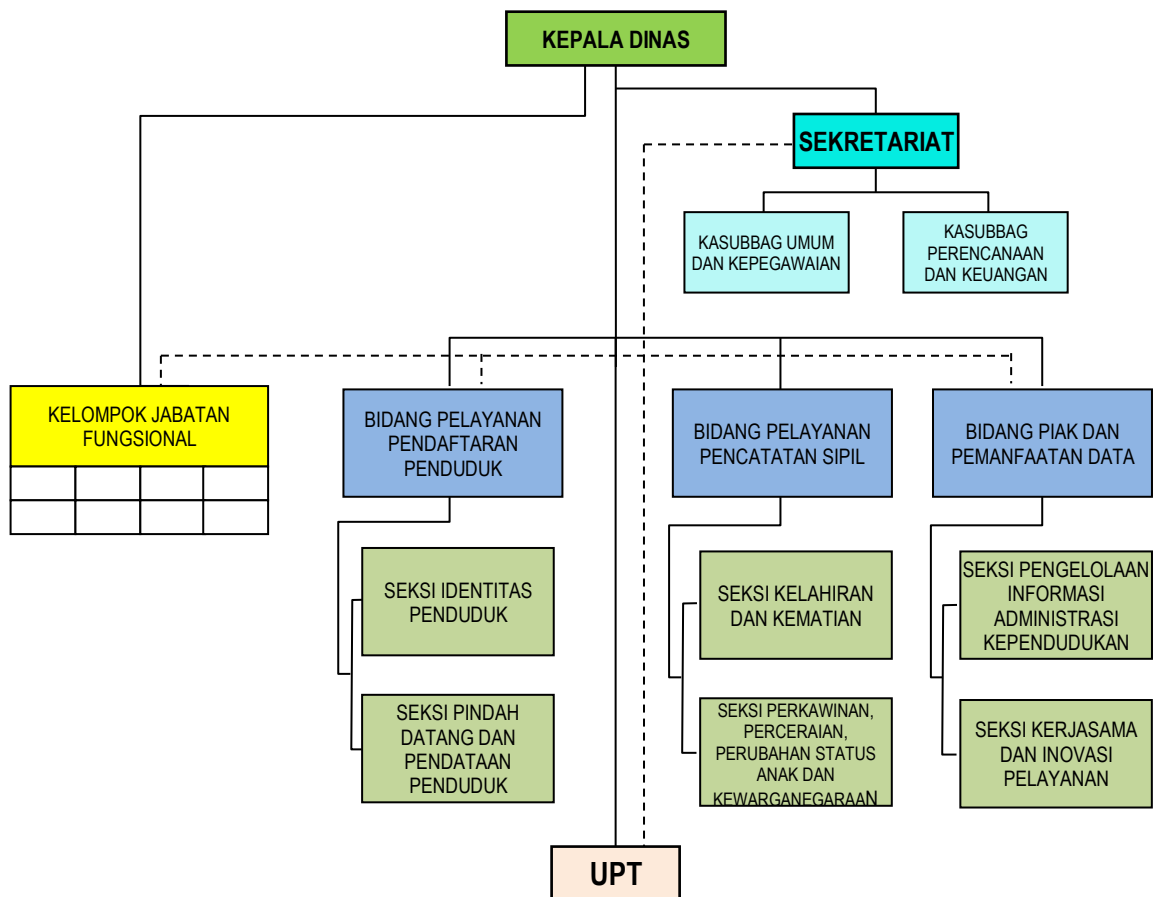 KEPALA DINAS
SEKRETARIAT
KASUBBAG UMUM
DAN KEPEGAWAIAN
KASUBBAG
PERENCANAAN
DAN KEUANGAN
KELOMPOK JABATAN
FUNGSIONAL
BIDANG PELAYANAN
PENDAFTARAN
PENDUDUK
BIDANG PELAYANAN
PENCATATAN SIPIL
BIDANG PIAK DAN
PEMANFAATAN DATA
SEKSI IDENTITAS
PENDUDUK
SEKSI KELAHIRAN
DAN KEMATIAN
SEKSI PENGELOLAAN
INFORMASI
ADMINISTRASI
KEPENDUDUKAN
SEKSI PINDAH
DATANG DAN
PENDATAAN
PENDUDUK
SEKSI PERKAWINAN,
PERCERAIAN,
PERUBAHAN STATUS
ANAK DAN
KEWARGANEGARAAN
SEKSI KERJASAMA
DAN INOVASI
PELAYANAN
UPT